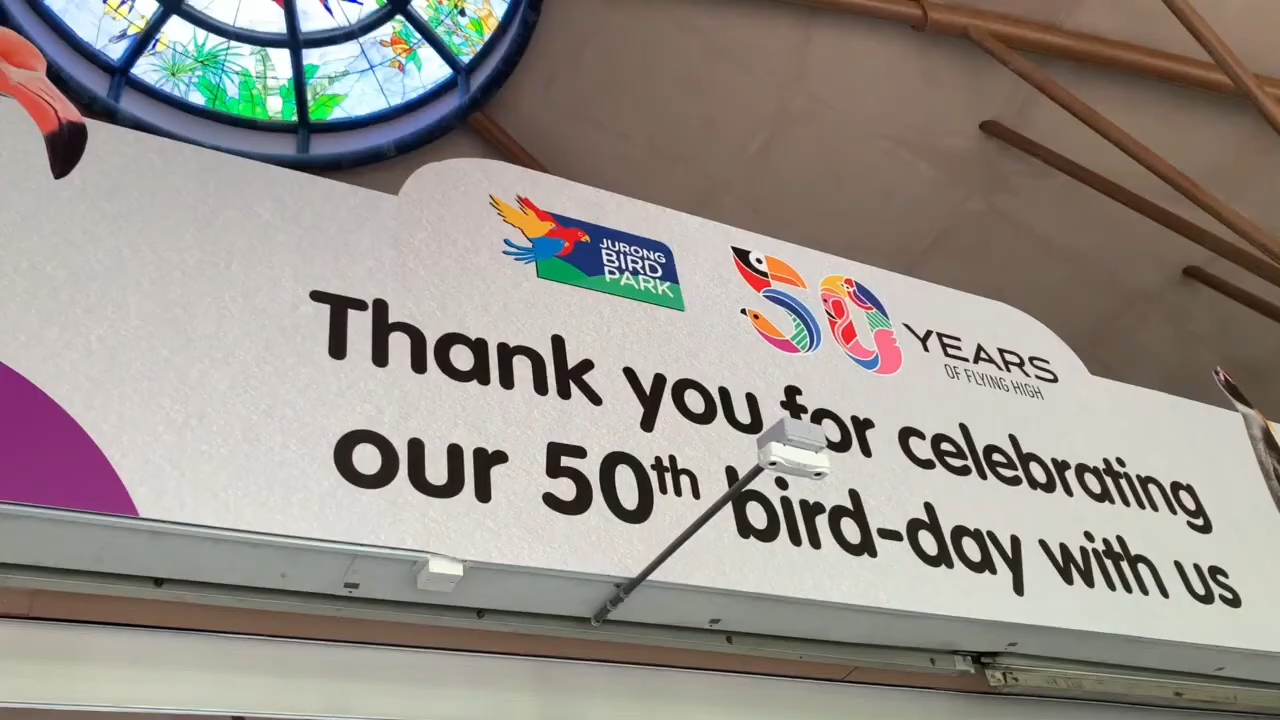 JURONG
BIRD
PARK
50 YEARS
OF FLYING HIGH
Thank you for celebrating
our 50th bird-day with us